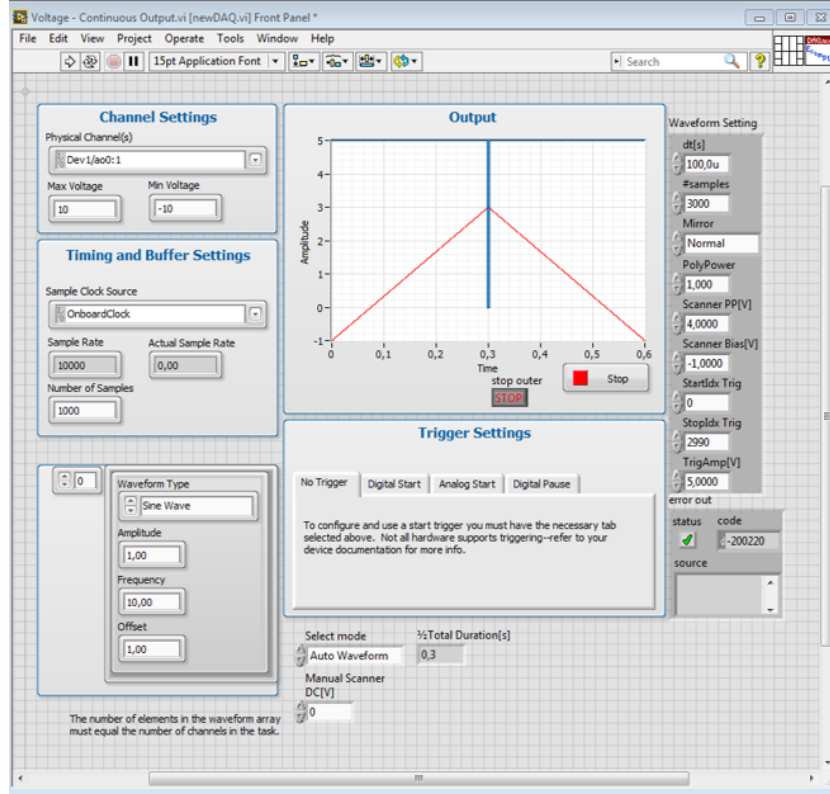 Voltage - Continuous Output.vi [newDAQ.vi] Front Panel *
File Edit View Project Operate Tools Window Help
15pt Application Font
Search
Channel Settings
Physical Channel(s)
Dev1/ao0:1
Max Voltage Min Voltage
10 -10
Timing and Buffer Settings
Sample Clock Source
OnboardClock
Sample Rate Actual Sample Rate
10000 0,00
Number of Samples
1000
0
Waveform Type
Sine Wave
Amplitude
1,00
Frequency
10,00
Offset
1,00
The number of elements in the waveform array
must equal the number of channels in the task.
Output
Amplitude
5
4
3
2
1
0
-1
0 0,1 0,2 0,3 0,4 0,5 0,6
Time
stop outer
STOP
Stop
Trigger Settings
No Trigger Digital Start Analog Start Digital Pause
To configure and use a start trigger you must have the necessary tab
selected above. Not all hardware supports triggering--refer to your
device documentation for more info.
Select mode ½Total Duration[s]
Auto Waveform 0,3
Manual Scanner
DC[V]
0
Waveform Setting
dt[s]
100,0u
#samples
3000
Mirror
Normal
PolyPower
1,000
Scanner PP[V]
4,0000
Scanner Bias[V]
-1,0000
StartIdx Trig
0
StopIdx Trig
2990
TrigAmp[V]
5,0000
error out
status code
-200220
source